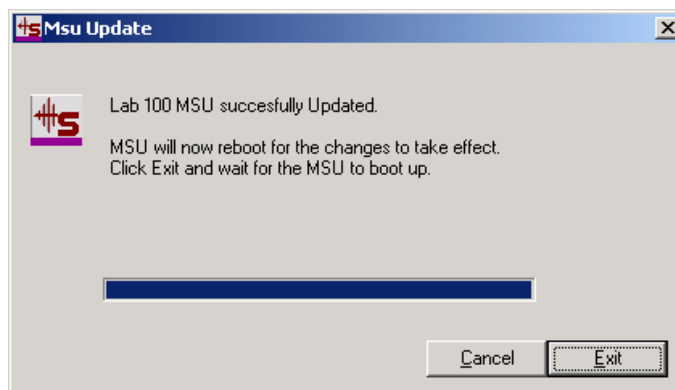 Msu Update
Lab 100 MSU succesfully Updated.
MSU will now reboot for the changes to take effect.
Click Exit and wait for the MSU to boot up.
Cancel
Exit